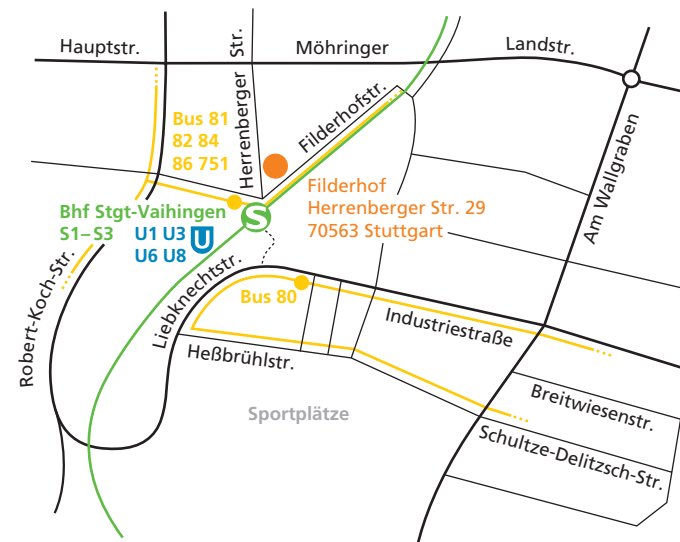 Hauptstr.
Herrenberger Str.
Möhringer
Landstr.
Filderhofstr.
Am Wallgraben
Bus 81
82 84
86 751
Filderhof
Herrenberger Str. 29
70563 Stuttgart
Bhf Stgt-Vaihingen
S1–S3
U1 U3
U6 U8
U
S
Robert-Koch-Str.
Liebknechtstr.
Bus 80
Industriestraße
Heßbrühlstr.
Breitwiesenstr.
Sportplätze
Schultze-Delitzsch-Str.